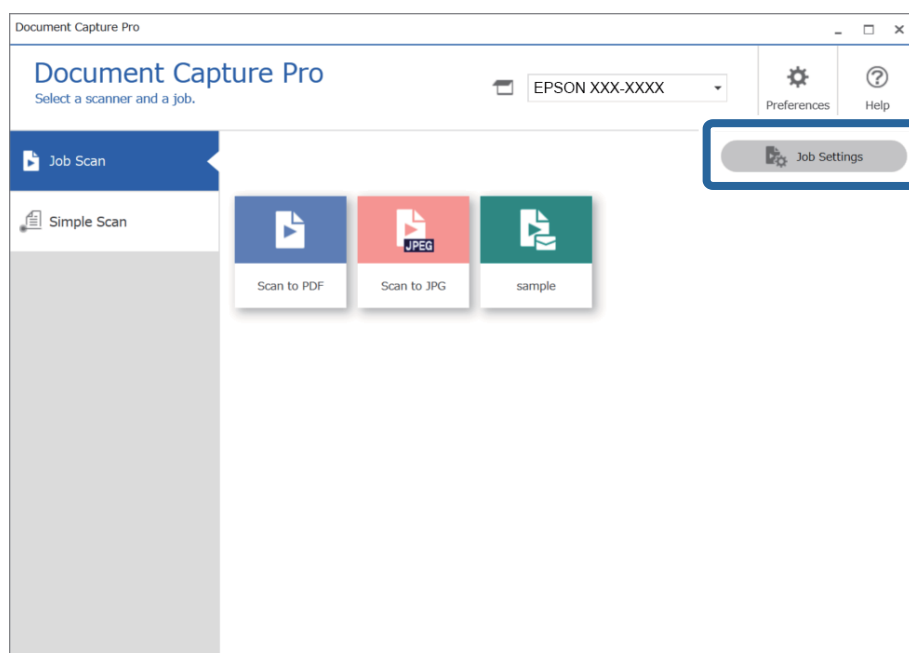 Document Capture Pro
Document Capture Pro
Select a scanner and a job.
EPSON XXX-XXXX
Preferences
Help
Job Scan
Job Settings
Simple Scan
JPEG
Scan to PDF
Scan to JPG
sample